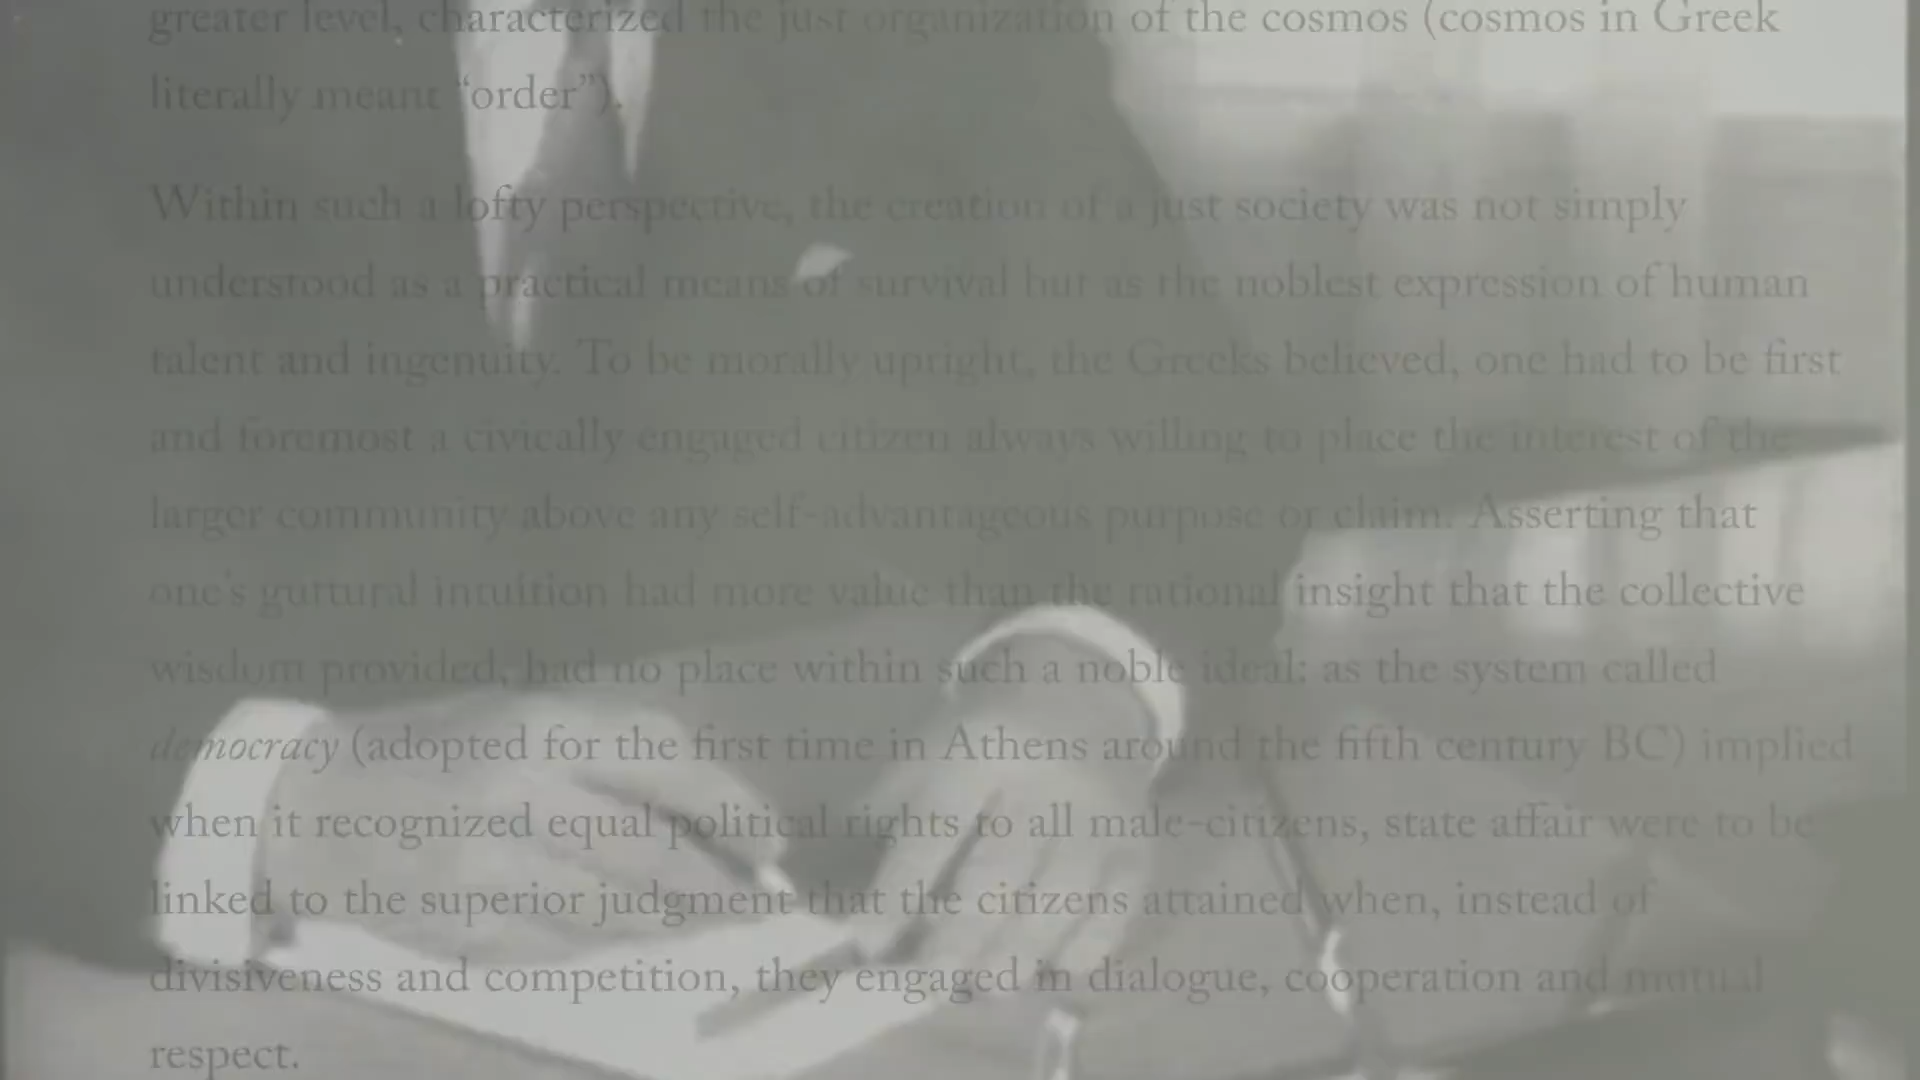 greater level, characterized the just organization of the cosmos (cosmos in Greek
literally meant “order”).
Within such a lofty perspective, the creation of a just society was not simply
understood as a practical means of survival but as the noblest expression of human
talent and ingenuity. To be morally upright, the Greeks believed, one had to be first
and foremost a civically engaged citizen always willing to place the interest of the
larger community above any self-advantageous purpose or claim. Asserting that
one's guttural intuition had more value than the rational insight that the collective
wisdom provided, had no place within such a noble ideal: as the system called
democracy (adopted for the first time in Athens around the fifth century BC) implied
when it recognized equal political rights to all male-citizens, state affair were to be
linked to the superior judgment that the citizens attained when, instead of
divisiveness and competition, they engaged in dialogue, cooperation and mutual
respect.